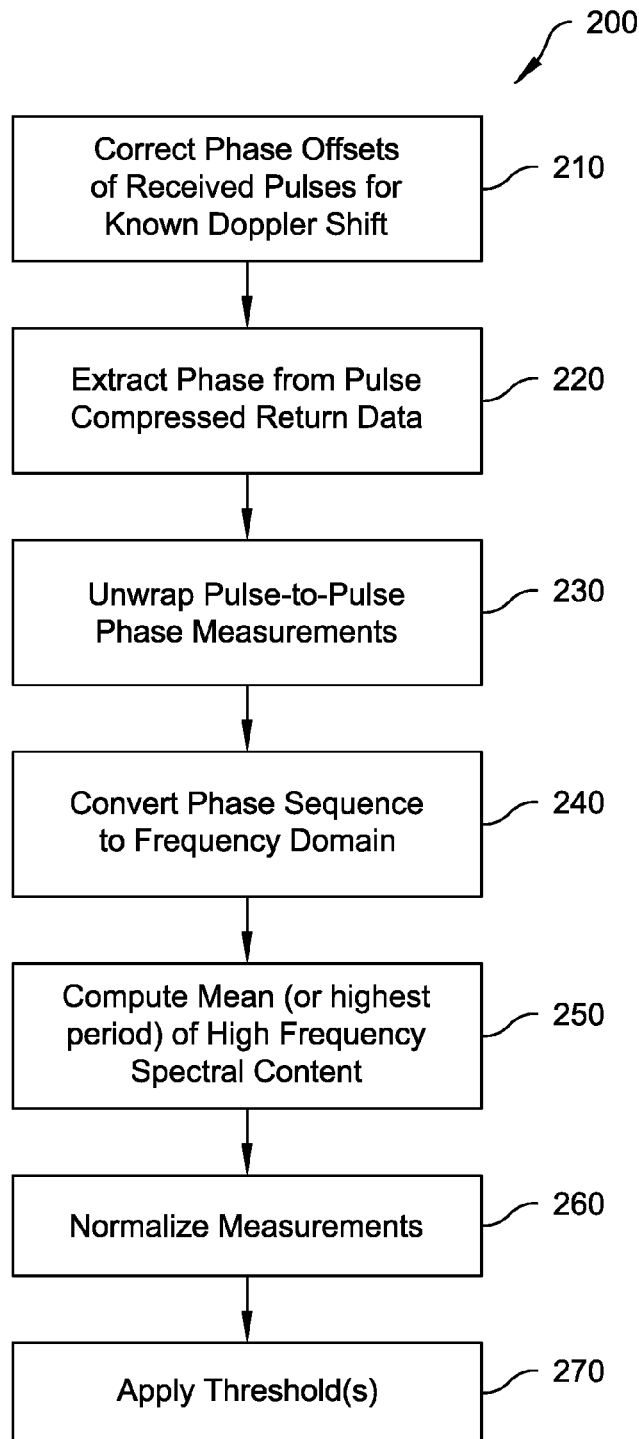 200
Correct Phase Offsets
of Received Pulses for
Known Doppler Shift
210
Extract Phase from Pulse
Compressed Return Data
220
Unwrap Pulse-to-Pulse
Phase Measurements
230
Convert Phase Sequence
to Frequency Domain
240
Compute Mean (or highest
period) of High Frequency
Spectral Content
250
Normalize Measurements
260
Apply Threshold(s)
270